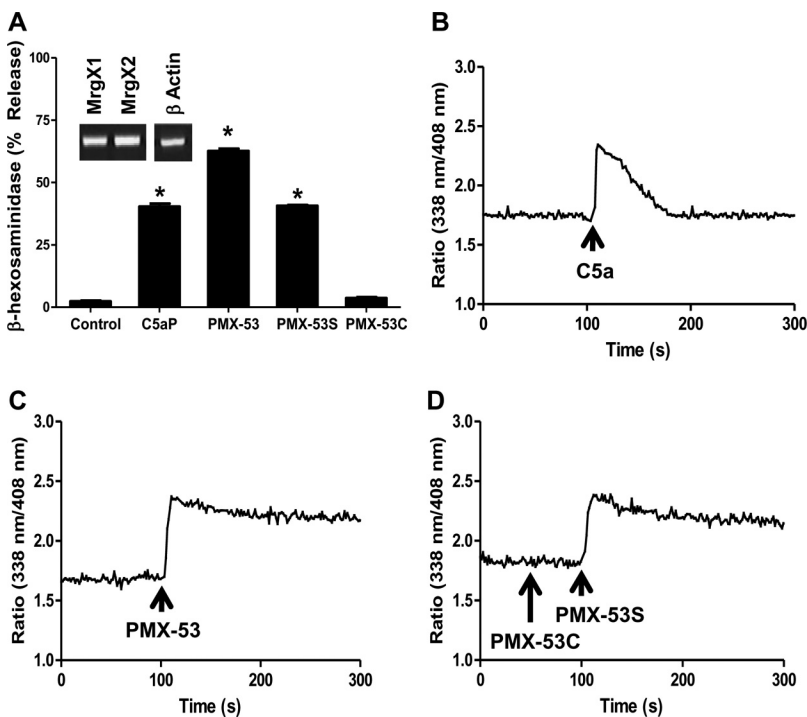 A
β-hexosaminidase (% Release)
100
75
50
25
0
MrgX1
MrgX2
β Actin
*
*
*
Control
C5aP
PMX-53
PMX-53S
PMX-53C
B
Ratio (338 nm/408 nm)
3.0
2.5
2.0
1.5
1.0
C5a
0
100
200
300
Time (s)
C
Ratio (338 nm/408 nm)
3.0
2.5
2.0
1.5
1.0
PMX-53
0
100
200
300
Time (s)
D
Ratio (338 nm/408 nm)
3.0
2.5
2.0
1.5
1.0
PMX-53S
PMX-53C
0
100
200
300
Time (s)